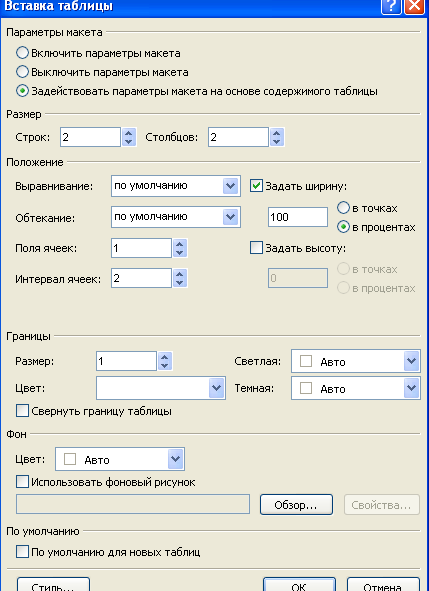 Вставка таблицы
Параметры макета
Включить параметры макета
Выключить параметры макета
Задействовать параметры макета на основе содержимого таблицы
Размер
Строк: 2 Столбцов: 2
Положение
Выравнивание: по умолчанию Задать ширину:
Обтекание: по умолчанию 100 в точках
в процентах
Поля ячеек: 1 Задать высоту:
Интервал ячеек: 2 0 в точках
в процентах
Границы
Размер: 1 Светлая: Авто
Цвет: Темная: Авто
Свернуть границу таблицы
Фон
Цвет: Авто
Использовать фоновый рисунок
Обзор... Свойства...
По умолчанию
По умолчанию для новых таблиц
Стиль... ОК Отмена